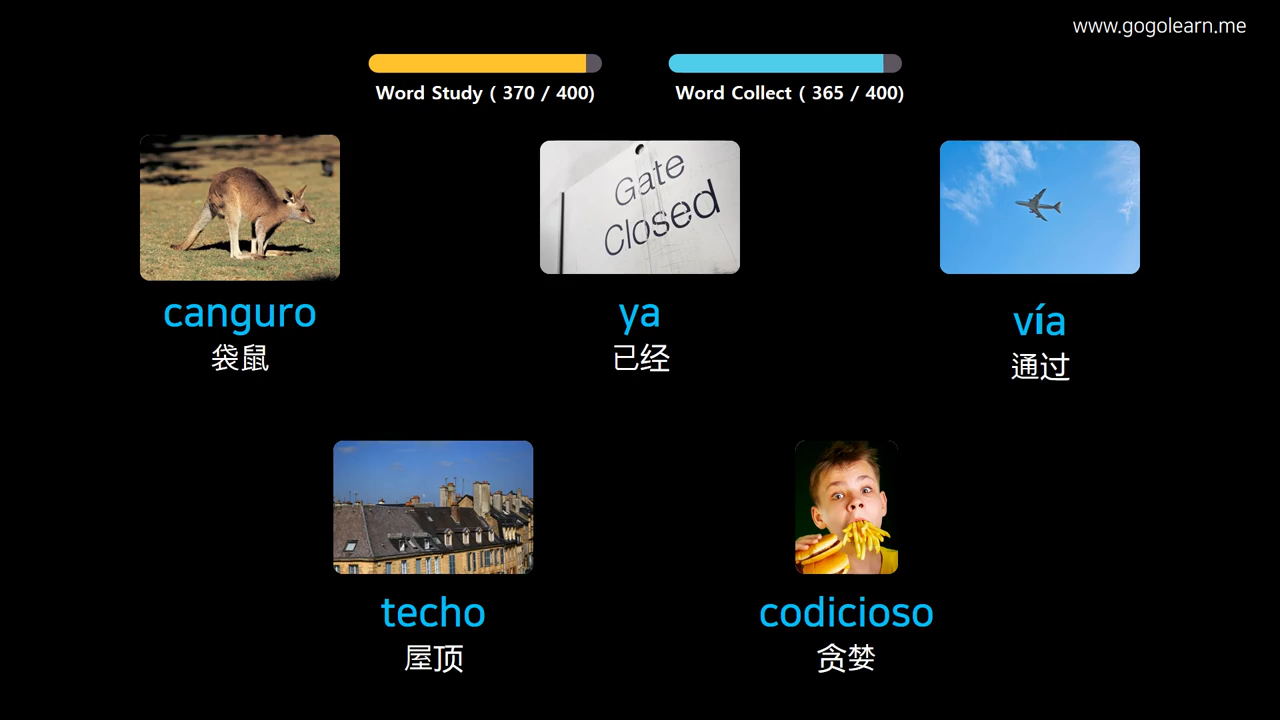 www.gogolearn.me
Word Study ( 370 / 400)
Word Collect ( 365 / 400)
Gate
Closed
canguro
袋鼠
ya
已经
vía
通过
techo
屋顶
codicioso
贪婪